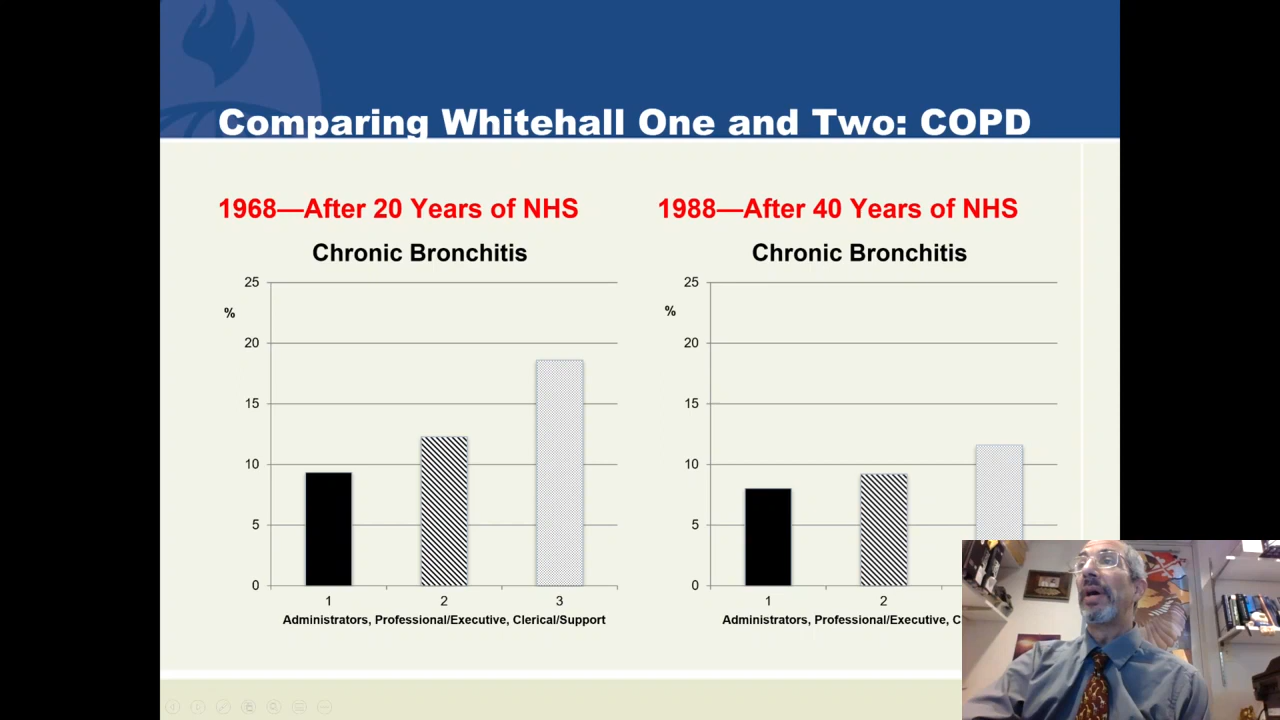 Comparing Whitehall One and Two: COPD
1968—After 20 Years of NHS
Chronic Bronchitis
25
%
20
15
10
5
0
1
2
3
Administrators, Professional/Executive, Clerical/Support
1988—After 40 Years of NHS
Chronic Bronchitis
25
%
20
15
10
5
0
1
2
Administrators, Professional/Executive, C